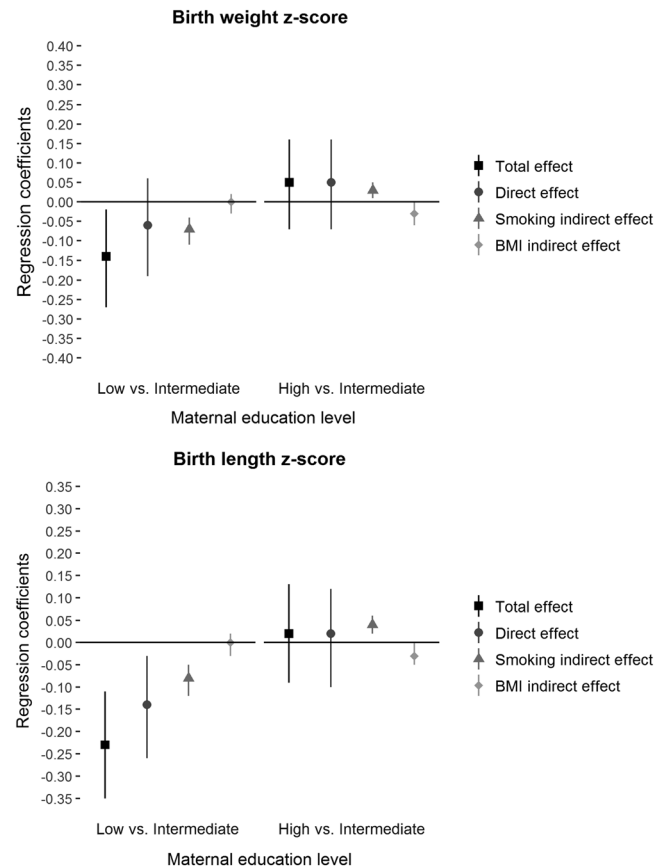 Birth weight z-score
0.40
0.35
0.30
0.25
0.20
0.15
0.10
0.05
0.00
-0.05
-0.10
-0.15
-0.20
-0.25
-0.30
-0.35
-0.40
Regression coefficients
Low vs. Intermediate
High vs. Intermediate
Maternal education level
Total effect
Direct effect
Smoking indirect effect
BMI indirect effect
Birth length z-score
0.35
0.30
0.25
0.20
0.15
0.10
0.05
0.00
-0.05
-0.10
-0.15
-0.20
-0.25
-0.30
-0.35
Regression coefficients
Low vs. Intermediate
High vs. Intermediate
Maternal education level
Total effect
Direct effect
Smoking indirect effect
BMI indirect effect